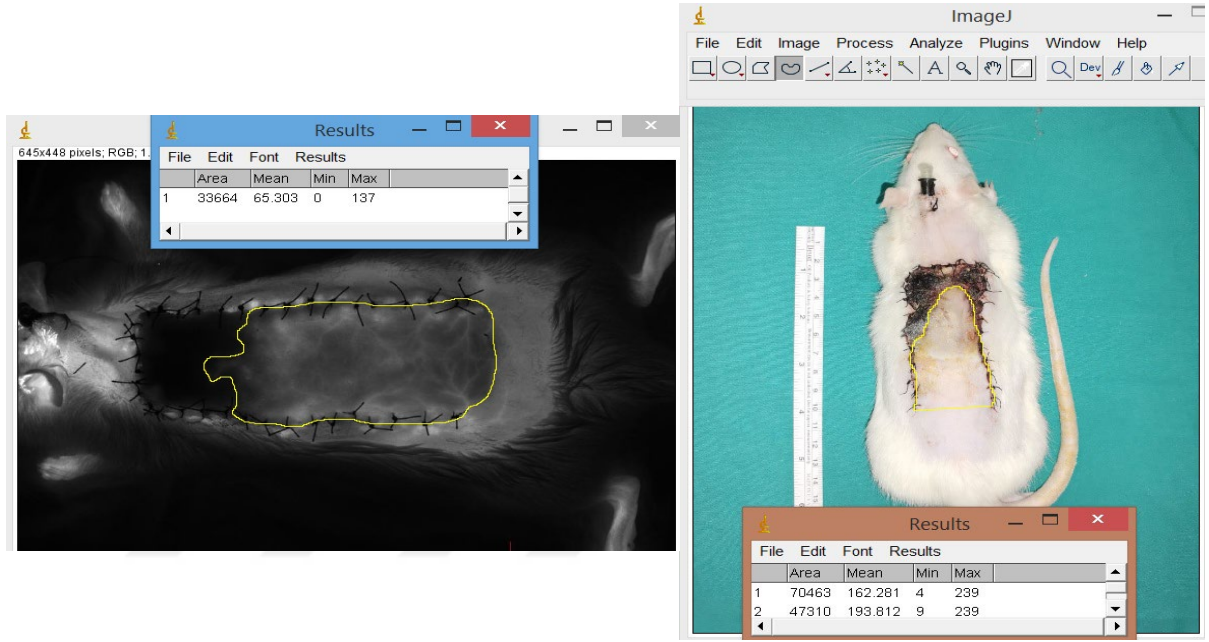 Results
645x448 pixels; RGB; 1.
File Edit Font Results
Area Mean Min Max
1 33664 65.303 0 137
ImageJ
File Edit Image Process Analyze Plugins Window Help
A Dev
Results
File Edit Font Results
Area Mean Min Max
1 70463 162.281 4 239
2 47310 193.812 9 239